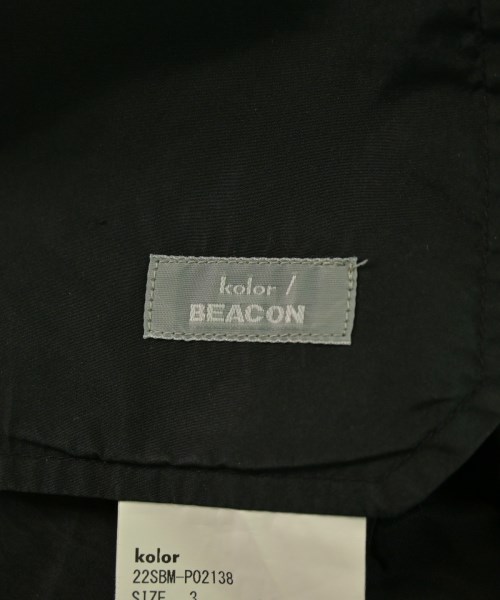 kolor /
BEACON
kolor
22SBM-P02138
SIZE 3